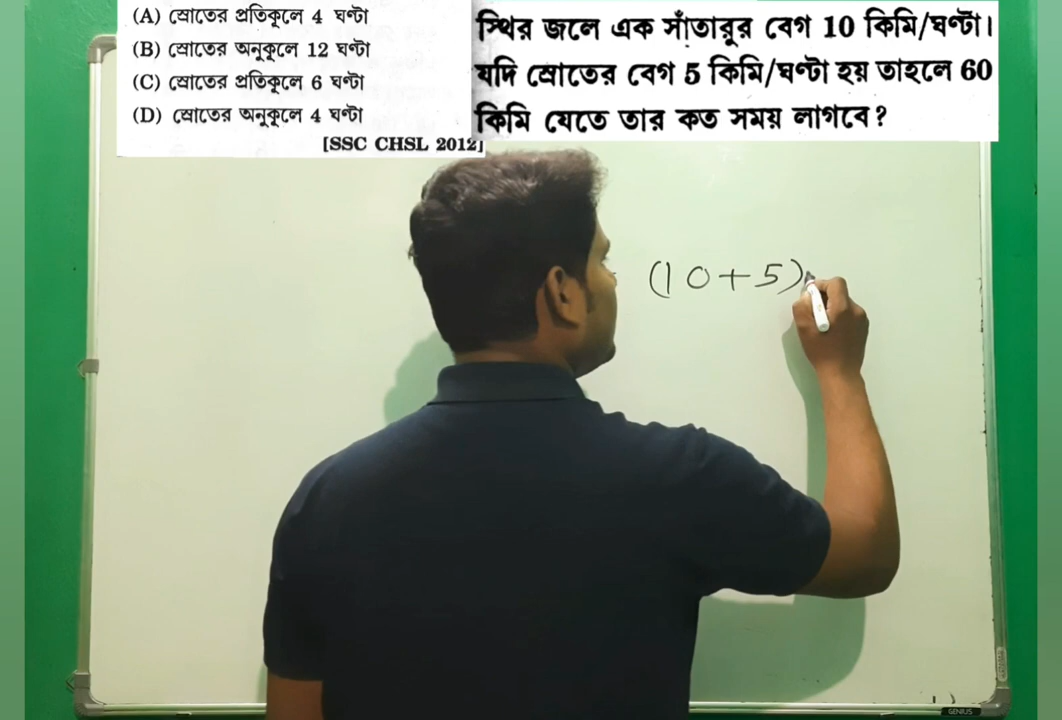 (A) স্রোতের প্রতিকূলে 4 ঘণ্টা
(B) স্রোতের অনুকূলে 12 ঘণ্টা
(C) স্রোতের প্রতিকূলে 6 ঘণ্টা
(D) স্রোতের অনুকূলে 4 ঘণ্টা
[SSC CHSL 2012]
স্থির জলে এক সাঁতারুর বেগ 10 কিমি/ঘণ্টা।
যদি স্রোতের বেগ 5 কিমি/ঘণ্টা হয় তাহলে 60
কিমি যেতে তার কত সময় লাগবে?
(10+5)
GENIUS